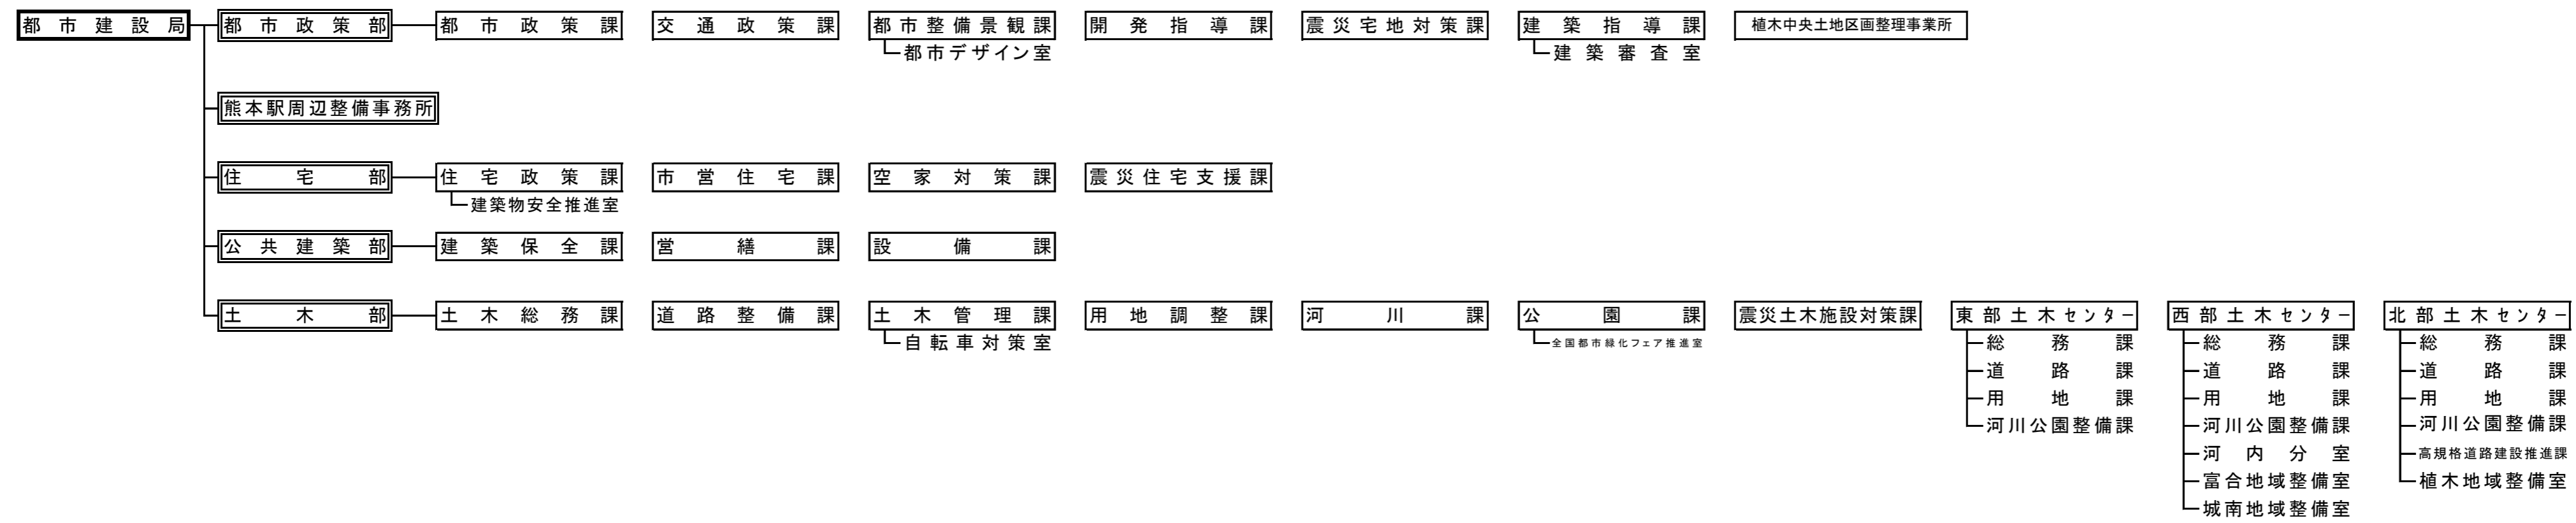 都市建設局 都市政策部 都市政策課 交通政策課 都市整備景観課 開発指導課 震災宅地対策課 建築指導課 植木中央土地区画整理事業所
都市デザイン室 建築審査室
熊本駅周辺整備事務所
住宅部 住宅政策課 市営住宅課 空家対策課 震災住宅支援課
建築物安全推進室
公共建築部 建築保全課 営繕課 設備課
土木部 土木総務課 道路整備課 土木管理課 用地調整課 河川課 公園課 震災土木施設対策課 東部土木センター 西部土木センター 北部土木センター
自転車対策室 全国都市緑化フェア推進室 総務課 総務課 総務課
道路課 道路課 道路課
用地課 用地課 用地課
河川公園整備課 河川公園整備課 河川公園整備課
河内分室 高規格道路建設推進課
富合地域整備室 植木地域整備室
城南地域整備室